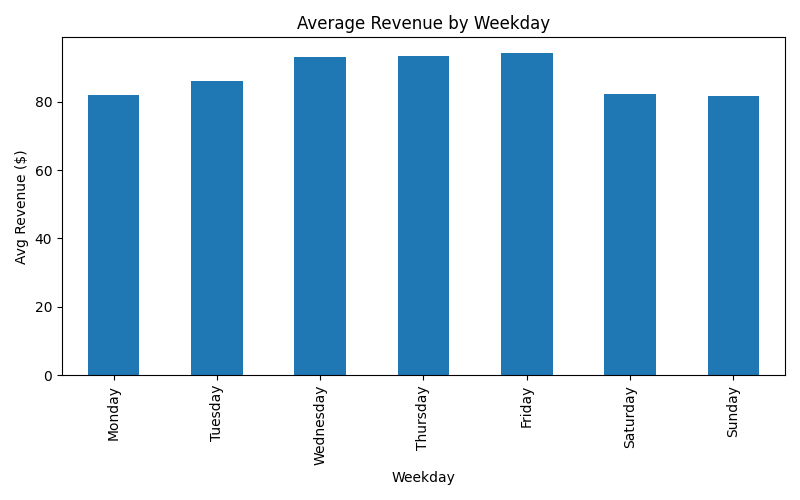 Average Revenue by Weekday
Avg Revenue ($)
80
60
40
20
0
Monday
Tuesday
Wednesday
Thursday
Friday
Saturday
Sunday
Weekday